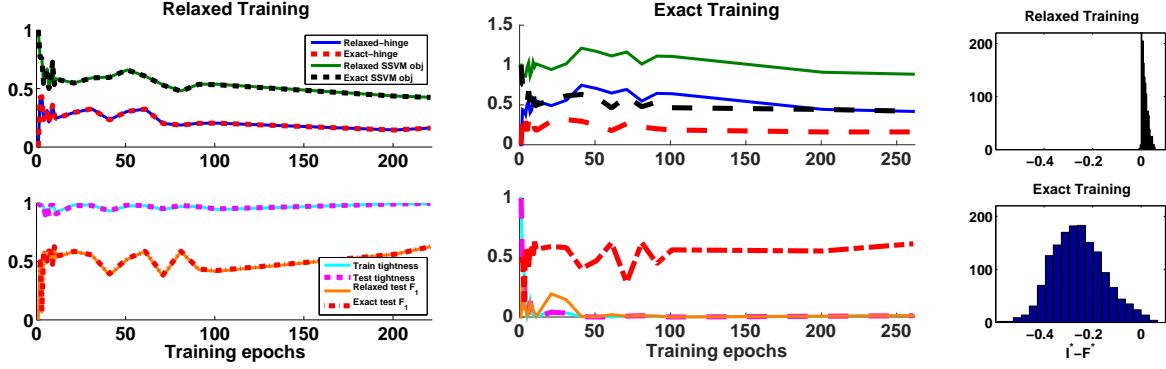 Relaxed Training
1
0.5
0
0 50 100 150 200
Relaxed-hinge
Exact-hinge
Relaxed SSVM obj
Exact SSVM obj
Exact Training
1.5
1
0.5
0
0 50 100 150 200 250
Relaxed Training
200
100
0
-0.4 -0.2 0
1
0.5
0
0 50 100 150 200
Train tightness
Test tightness
Relaxed test F₁
Exact test F₁
Training epochs
1
0.5
0
0 50 100 150 200 250
Training epochs
Exact Training
200
100
0
-0.4 -0.2 0
I*-F*